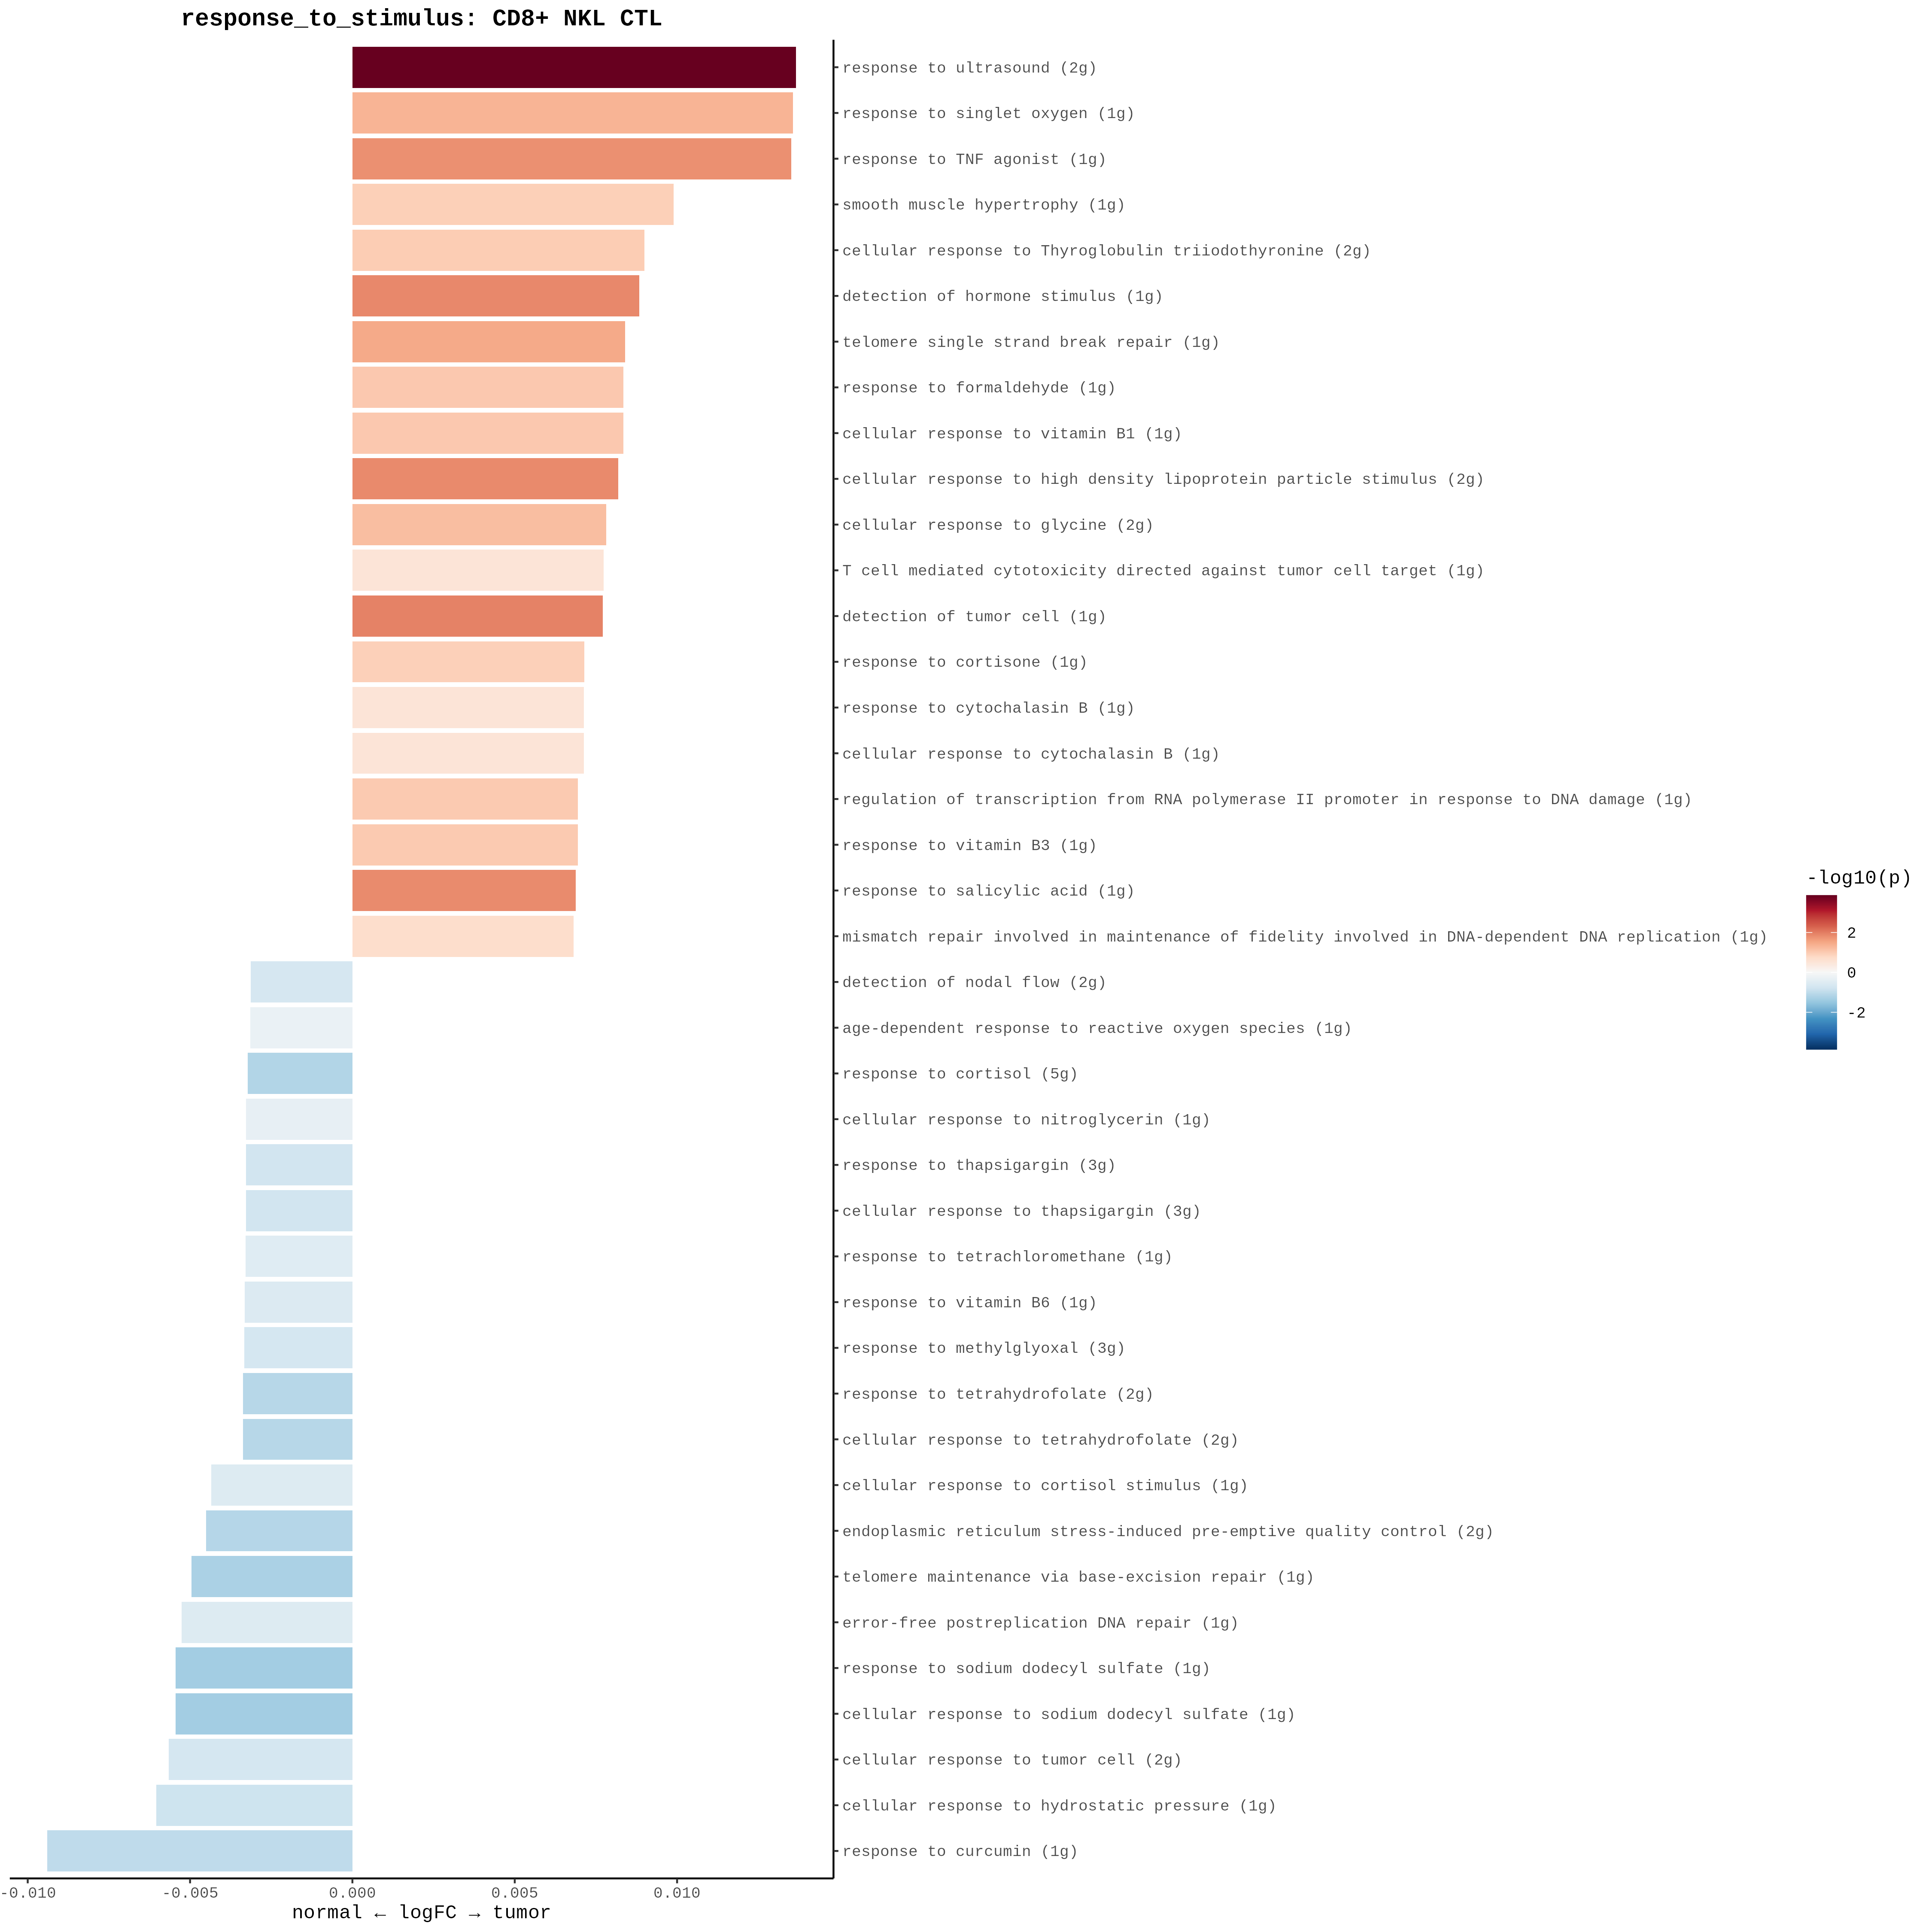 response_to_stimulus: CD8+ NKL CTL
response to ultrasound (2g)
response to singlet oxygen (1g)
response to TNF agonist (1g)
smooth muscle hypertrophy (1g)
cellular response to Thyroglobulin triiodothyronine (2g)
detection of hormone stimulus (1g)
telomere single strand break repair (1g)
response to formaldehyde (1g)
cellular response to vitamin B1 (1g)
cellular response to high density lipoprotein particle stimulus (2g)
cellular response to glycine (2g)
T cell mediated cytotoxicity directed against tumor cell target (1g)
detection of tumor cell (1g)
response to cortisone (1g)
response to cytochalasin B (1g)
cellular response to cytochalasin B (1g)
regulation of transcription from RNA polymerase II promoter in response to DNA damage (1g)
response to vitamin B3 (1g)
response to salicylic acid (1g)
mismatch repair involved in maintenance of fidelity involved in DNA-dependent DNA replication (1g)
detection of nodal flow (2g)
age-dependent response to reactive oxygen species (1g)
response to cortisol (5g)
cellular response to nitroglycerin (1g)
response to thapsigargin (3g)
cellular response to thapsigargin (3g)
response to tetrachloromethane (1g)
response to vitamin B6 (1g)
response to methylglyoxal (3g)
response to tetrahydrofolate (2g)
cellular response to tetrahydrofolate (2g)
cellular response to cortisol stimulus (1g)
endoplasmic reticulum stress-induced pre-emptive quality control (2g)
telomere maintenance via base-excision repair (1g)
error-free postreplication DNA repair (1g)
response to sodium dodecyl sulfate (1g)
cellular response to sodium dodecyl sulfate (1g)
cellular response to tumor cell (2g)
cellular response to hydrostatic pressure (1g)
response to curcumin (1g)
-0.010 -0.005 0.000 0.005 0.010
normal ← logFC → tumor
-log10(p)
2
0
-2